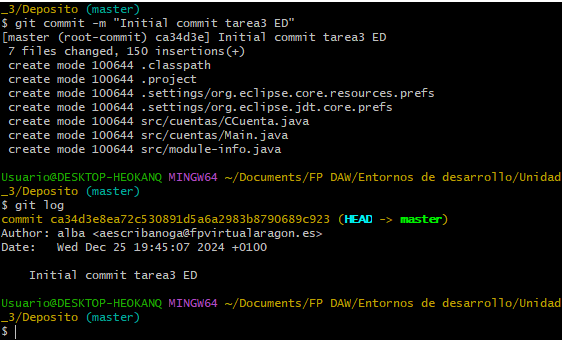 _3/Deposito (master)
$ git commit -m "Initial commit tarea3 ED"
[master (root-commit) ca34d3e] Initial commit tarea3 ED
 7 files changed, 150 insertions(+)
 create mode 100644 .classpath
 create mode 100644 .project
 create mode 100644 .settings/org.eclipse.core.resources.prefs
 create mode 100644 .settings/org.eclipse.jdt.core.prefs
 create mode 100644 src/cuentas/CCuenta.java
 create mode 100644 src/cuentas/Main.java
 create mode 100644 src/module-info.java

Usuario@DESKTOP-HEOKANQ MINGW64 ~/Documents/FP DAW/Entornos de desarrollo/Unidad
_3/Deposito (master)
$ git log
commit ca34d3e8ea72c530891d5a6a2983b8790689c923 (HEAD -> master)
Author: alba <aescribanoga@fpvirtualaragon.es>
Date:   Wed Dec 25 19:45:07 2024 +0100

    Initial commit tarea3 ED

Usuario@DESKTOP-HEOKANQ MINGW64 ~/Documents/FP DAW/Entornos de desarrollo/Unidad
_3/Deposito (master)
$